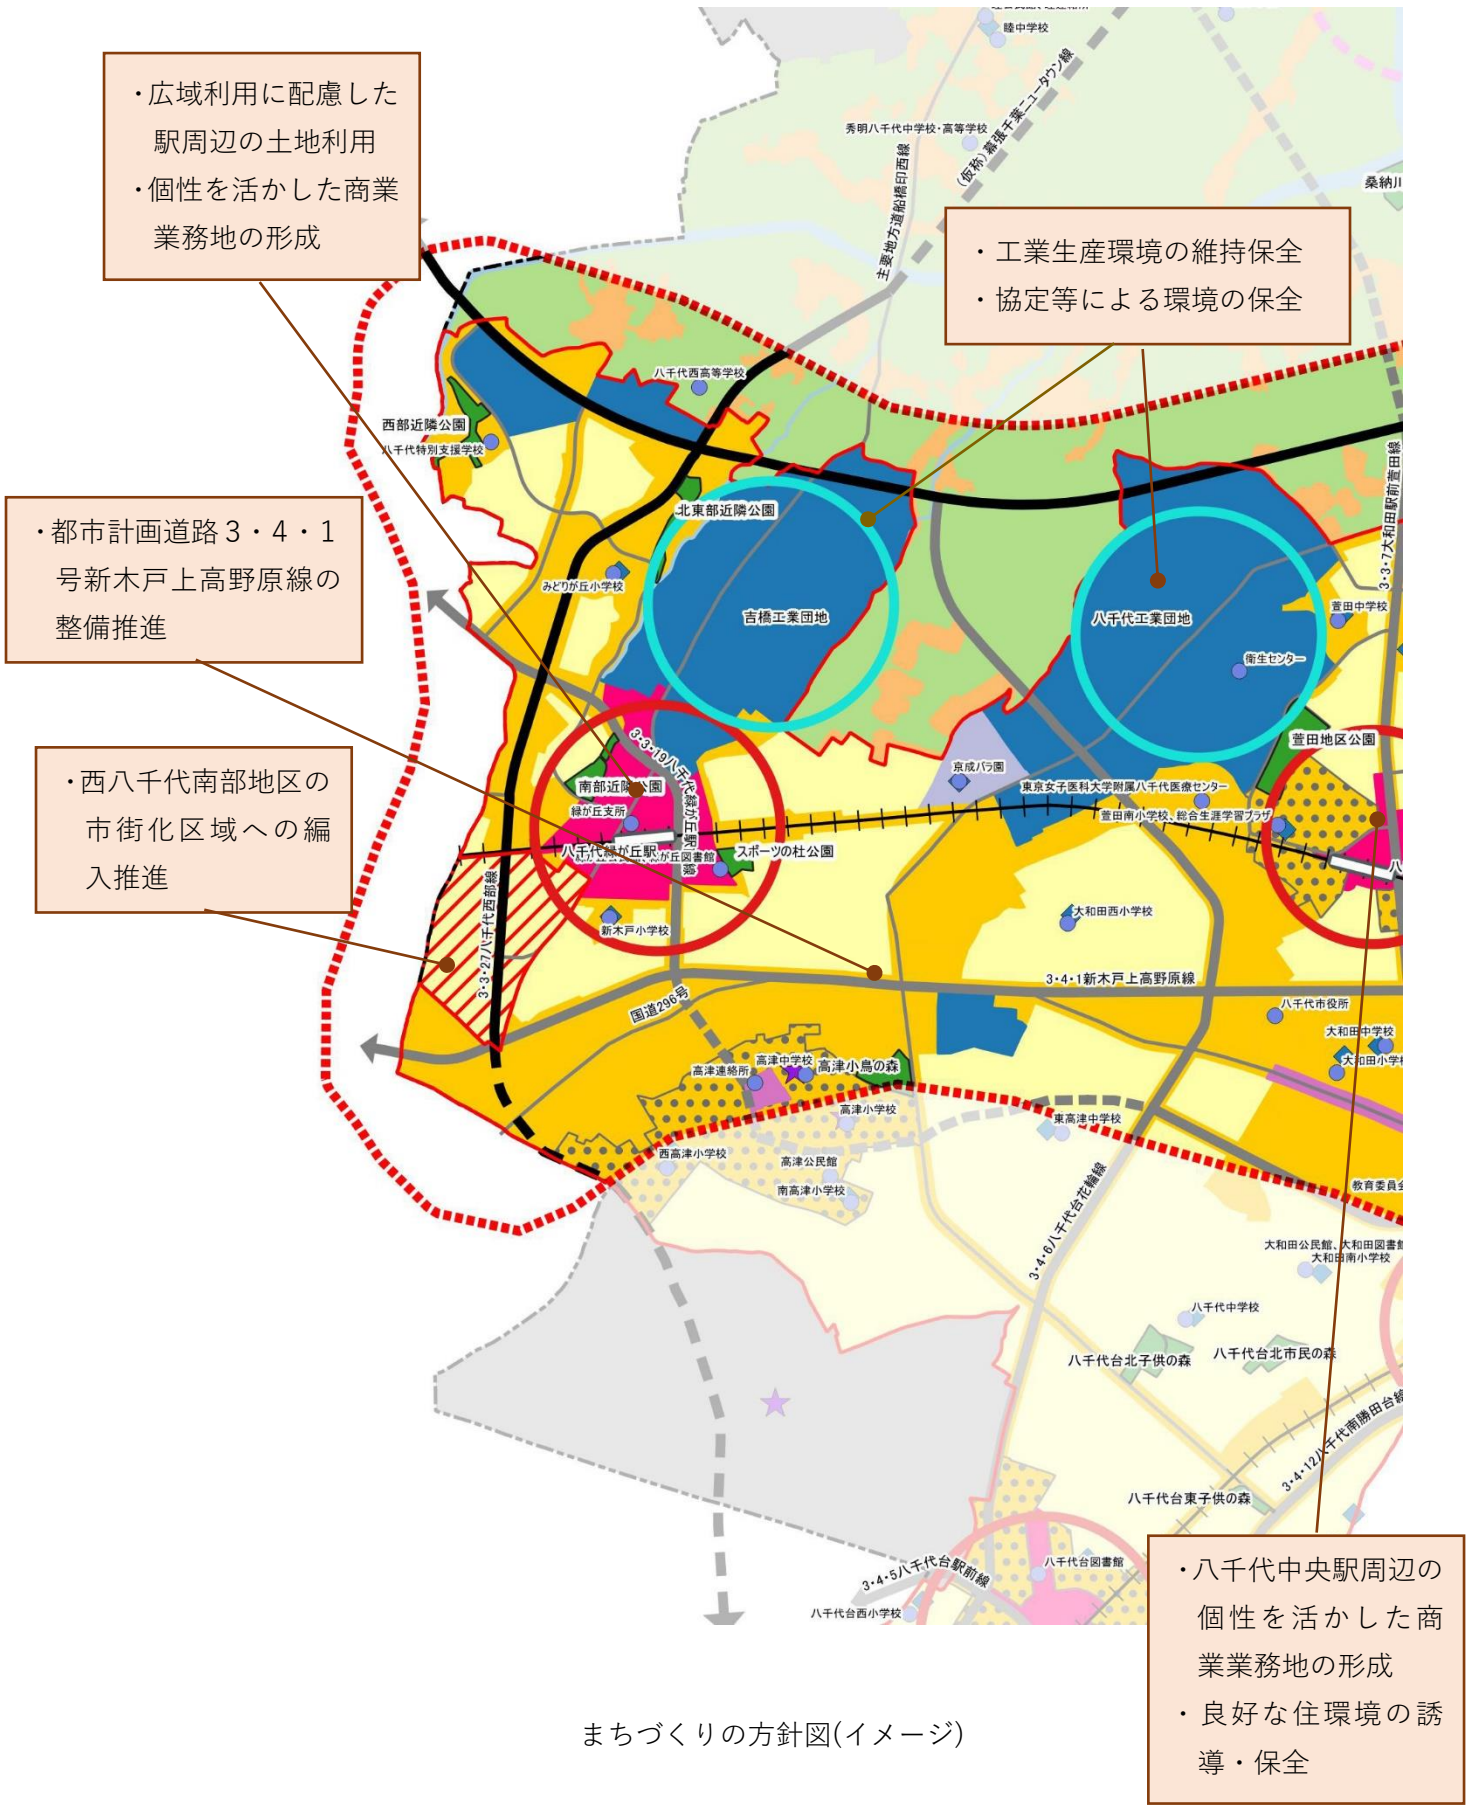 ・広域利用に配慮した
駅周辺の土地利用
・個性を活かした商業
業務地の形成
睦中学校
秀明八千代中学校・高等学校
(仮称)幕張千葉ニュータウン線
主要地方道船橋印西線
桑納川
・工業生産環境の維持保全
・協定等による環境の保全
八千代西高等学校
西部近隣公園
八千代特別支援学校
北東部近隣公園
・都市計画道路3・4・1
号新木戸上高野原線の
整備推進
みどりが丘小学校
吉橋工業団地
八千代工業団地
3・3・7大和田駅前萱田線
萱田中学校
衛生センター
3・3・19八千代緑が丘駅前線
萱田地区公園
・西八千代南部地区の
市街化区域への編
入推進
南部近隣公園
緑が丘支所
京成バラ園
東京女子医科大学附属八千代医療センター
萱田南小学校、総合生涯学習プラザ
八千代緑が丘駅
が丘図書館
スポーツの杜公園
八
3・3・27八千代西部線
新木戸小学校
大和田西小学校
3・4・1新木戸上高野原線
国道296号
八千代市役所
大和田中学校
大和田小学校
高津連絡所
高津中学校
高津小鳥の森
高津小学校
東高津中学校
西高津小学校
高津公民館
南高津小学校
教育委員会
3・4・6八千代台花輪線
大和田公民館、大和田図書館
大和田南小学校
八千代中学校
八千代台北子供の森
八千代台北市民の森
3・4・12八千代南勝田台線
八千代台東子供の森
3・4・5八千代台駅前線
八千代台図書館
八千代台西小学校
・八千代中央駅周辺の
個性を活かした商
業業務地の形成
・良好な住環境の誘
導・保全
まちづくりの方針図(イメージ)